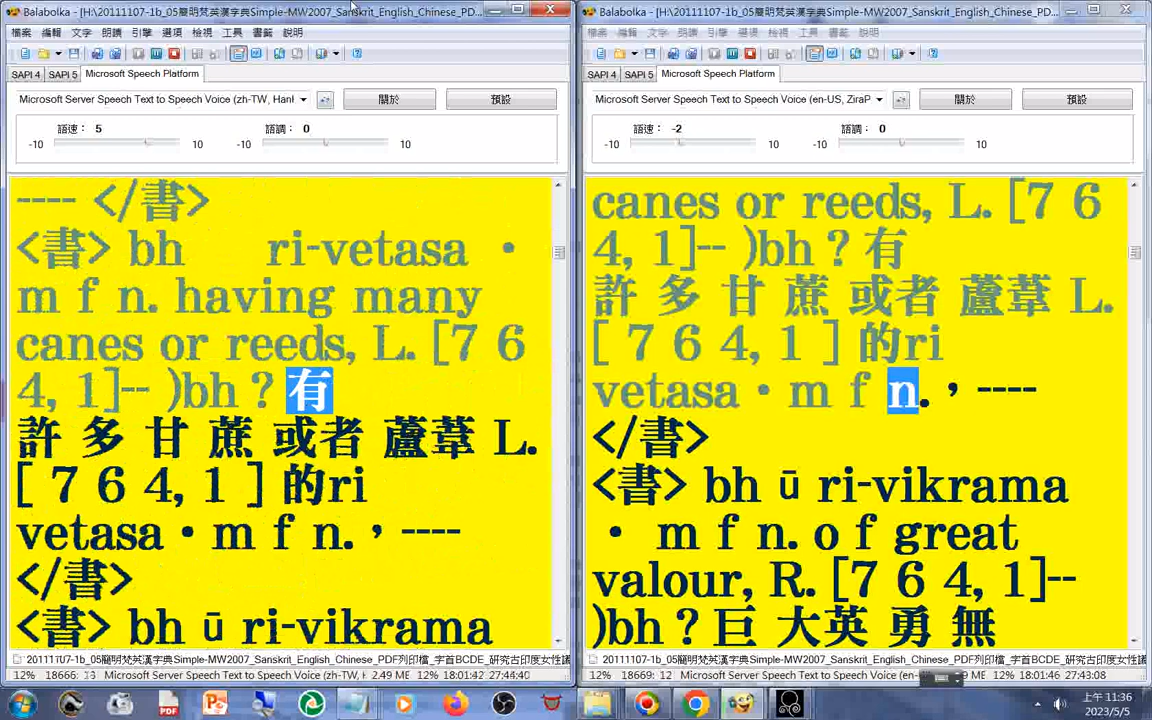 Balabolka - [H:\20111107-1b_05簡明梵英漢字典Simple-MW2007_Sanskrit_English_Chinese_PD...
檔案 編輯 文字 朗讀 引擎 選項 檢視 工具 書籤 說明
SAPI 4 SAPI 5 Microsoft Speech Platform
Microsoft Server Speech Text to Speech Voice (zh-TW, Hanl 關於 預設
語速： 5 語調： 0
-10 10 -10 10
---- </書>
<書> bh ri-vetasa •
m f n. having many
canes or reeds, L. [7 6
4, 1]-- )bh ? 有
許 多 甘 蔗 或者 蘆葦 L.
[ 7 6 4, 1 ] 的ri
vetasa • m f n. , ----
</書>
<書> bh ū ri-vikrama
20111107-1b_05簡明梵英漢字典Simple-MW2007_Sanskrit_English_Chinese_PDF列印檔_字首BCDE_研究古印度女性議
12% 18666: 16 Microsoft Server Speech Text to Speech Voice (zh-TW, H 2.49 ME 12% 18:01:42 27:44:40
Balabolka - [H:\20111107-1b_05簡明梵英漢字典Simple-MW2007_Sanskrit_English_Chinese_PD...
檔案 編輯 文字 朗讀 引擎 選項 檢視 工具 書籤 說明
SAPI 4 SAPI 5 Microsoft Speech Platform
Microsoft Server Speech Text to Speech Voice (en-US, ZiraP 關於 預設
語速： -2 語調： 0
-10 10 -10 10
canes or reeds, L. [7 6
4, 1]-- )bh ? 有
許 多 甘 蔗 或者 蘆葦 L.
[ 7 6 4, 1 ] 的ri
vetasa • m f n. , ----
</書>
<書> bh ū ri-vikrama
• m f n. o f great
valour, R. [7 6 4, 1]--
)bh ? 巨 大英 勇 無
20111107-1b_05簡明梵英漢字典Simple-MW2007_Sanskrit_English_Chinese_PDF列印檔_字首BCDE_研究古印度女性議
12% 18669: 12 Microsoft Server Speech Text to Speech Voice (en-US, Z ME 12% 18:01:46 27:43:08
上午 11:36
2023/5/5